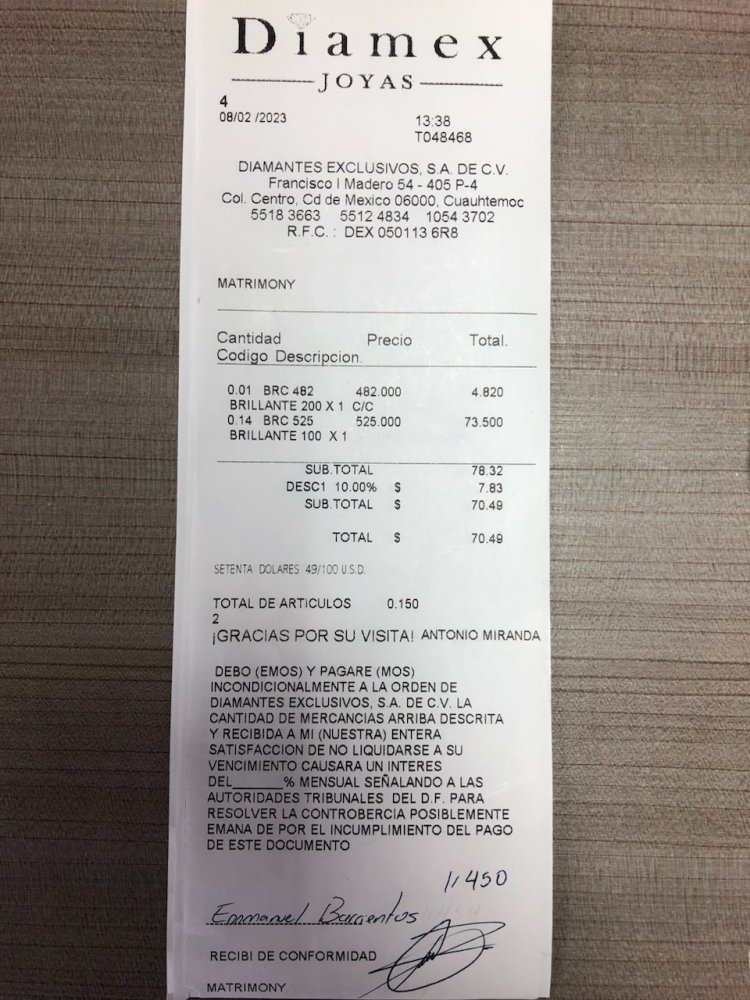 Diamex
JOYAS
4
08/02 /2023 13:38
T048468
DIAMANTES EXCLUSIVOS, S.A. DE C.V.
Francisco I Madero 54 - 405 P-4
Col. Centro, Cd de Mexico 06000, Cuauhtemoc
5518 3663 5512 4834 1054 3702
R.F.C. : DEX 050113 6R8
MATRIMONY
Cantidad Precio Total.
Codigo Descripcion.
0.01 BRC 482 482.000 4.820
BRILLANTE 200 X 1 C/C
0.14 BRC 525 525.000 73.500
BRILLANTE 100 X 1
SUB.TOTAL 78.32
DESC1 10.00% $ 7.83
SUB.TOTAL $ 70.49
TOTAL $ 70.49
SETENTA DOLARES 49/100 U.S.D.
TOTAL DE ARTICULOS 0.150
2
¡GRACIAS POR SU VISITA! ANTONIO MIRANDA
DEBO (EMOS) Y PAGARE (MOS)
INCONDICIONALMENTE A LA ORDEN DE
DIAMANTES EXCLUSIVOS, S.A. DE C.V. LA
CANTIDAD DE MERCANCIAS ARRIBA DESCRITA
Y RECIBIDA A MI (NUESTRA) ENTERA
SATISFACCION DE NO LIQUIDARSE A SU
VENCIMIENTO CAUSARA UN INTERES
DEL______% MENSUAL SEÑALANDO A LAS
AUTORIDADES TRIBUNALES DEL D.F. PARA
RESOLVER LA CONTROBERCIA POSIBLEMENTE
EMANA DE POR EL INCUMPLIMIENTO DEL PAGO
DE ESTE DOCUMENTO
11450
Emmanuel Barrientos
RECIBI DE CONFORMIDAD
MATRIMONY